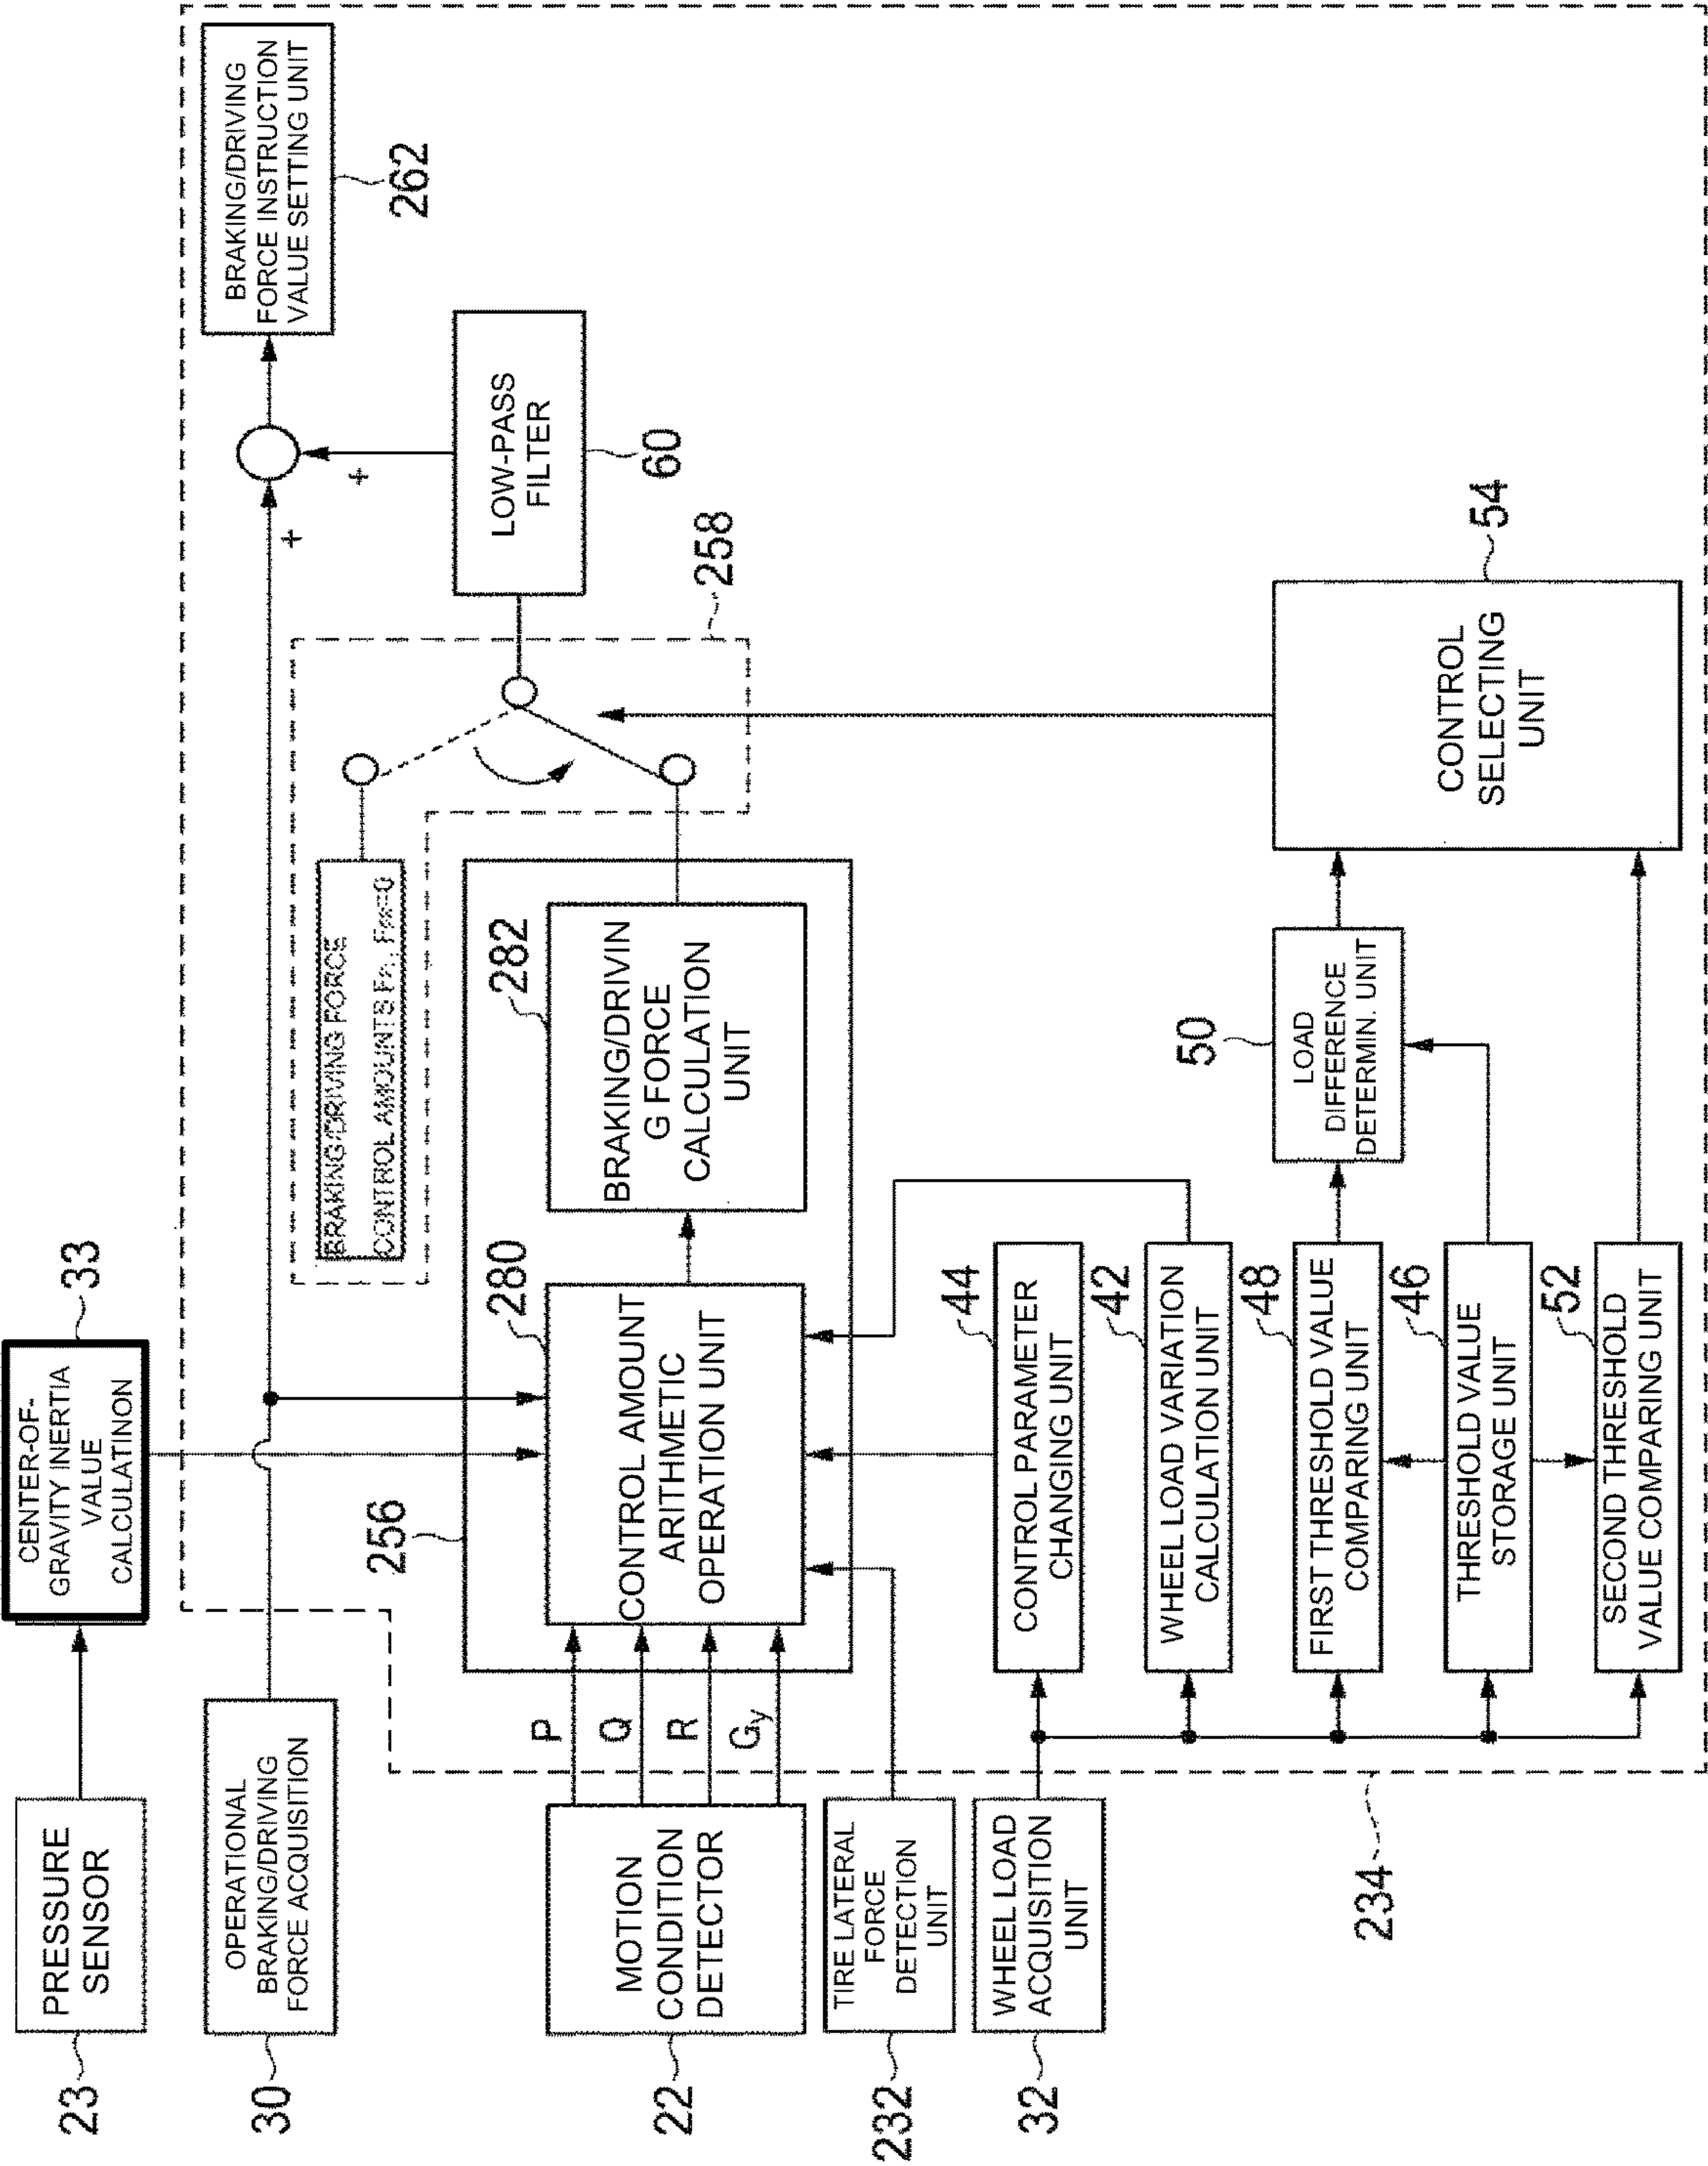 PRESSURE
SENSOR
23
CENTER-OF-
GRAVITY INERTIA
VALUE
CALCULATINON
33
OPERATIONAL
BRAKING/DRIVING
FORCE ACQUISITION
30
BRAKING/DRIVING
FORCE INSTRUCTION
VALUE SETTING UNIT
262
+
+
LOW-PASS
FILTER
60
258
BRAKING/DRIVING FORCE
256
MOTION
CONDITION
DETECTOR
22
P
Q
R
Gy
CONTROL AMOUNT
ARITHMETIC
OPERATION UNIT
280
BRAKING/DRIVIN
G FORCE
CALCULATION
UNIT
282
TIRE LATERAL
FORCE
DETECTION
UNIT
232
WHEEL LOAD
ACQUISITION
UNIT
32
CONTROL PARAMETER
CHANGING UNIT
44
WHEEL LOAD VARIATION
CALCULATION UNIT
42
FIRST THRESHOLD VALUE
COMPARING UNIT
48
THRESHOLD VALUE
STORAGE UNIT
46
SECOND THRESHOLD
VALUE COMPARING UNIT
52
LOAD
DIFFERENCE
DETERMIN. UNIT
50
CONTROL
SELECTING
UNIT
54
234